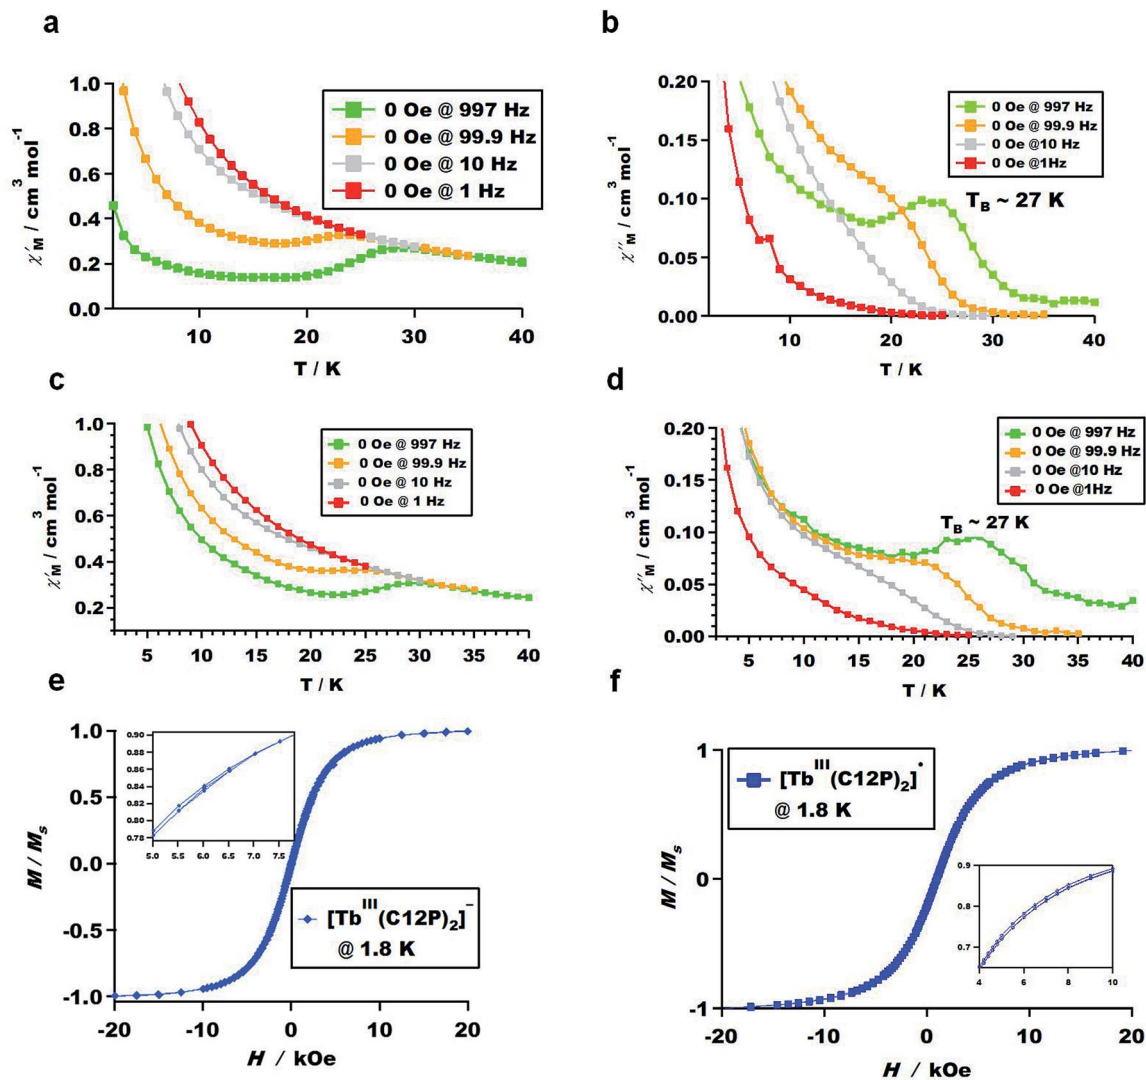 a
1.0
0.8
0.6
0.4
0.2
0.0
χ′M / cm³ mol⁻¹
10
20
30
40
T / K
0 Oe @ 997 Hz
0 Oe @ 99.9 Hz
0 Oe @ 10 Hz
0 Oe @ 1 Hz
b
0.20
0.15
0.10
0.05
0.00
χ″M / cm³ mol⁻¹
10
20
30
40
T / K
0 Oe @ 997 Hz
0 Oe @ 99.9 Hz
0 Oe @10 Hz
0 Oe @1Hz
TB ~ 27 K
c
1.0
0.8
0.6
0.4
0.2
χ′M / cm³ mol⁻¹
5
10
15
20
25
30
35
40
T / K
0 Oe @ 997 Hz
0 Oe @ 99.9 Hz
0 Oe @ 10 Hz
0 Oe @ 1 Hz
d
0.20
0.15
0.10
0.05
0.00
χ″M / cm³ mol⁻¹
5
10
15
20
25
30
35
40
T / K
0 Oe @ 997 Hz
0 Oe @ 99.9 Hz
0 Oe @10 Hz
0 Oe @1Hz
TB ~ 27 K
e
1.0
0.5
0.0
-0.5
-1.0
M / Ms
-20
-10
0
10
20
H / kOe
0.90
0.88
0.86
0.84
0.82
0.80
0.78
5.0
5.5
6.0
6.5
7.0
7.5
[TbIII(C12P)2]−
@ 1.8 K
f
1
0
-1
M / Ms
-20
-10
0
10
20
H / kOe
[TbIII(C12P)2]•
@ 1.8 K
0.9
0.8
0.7
4
6
8
10